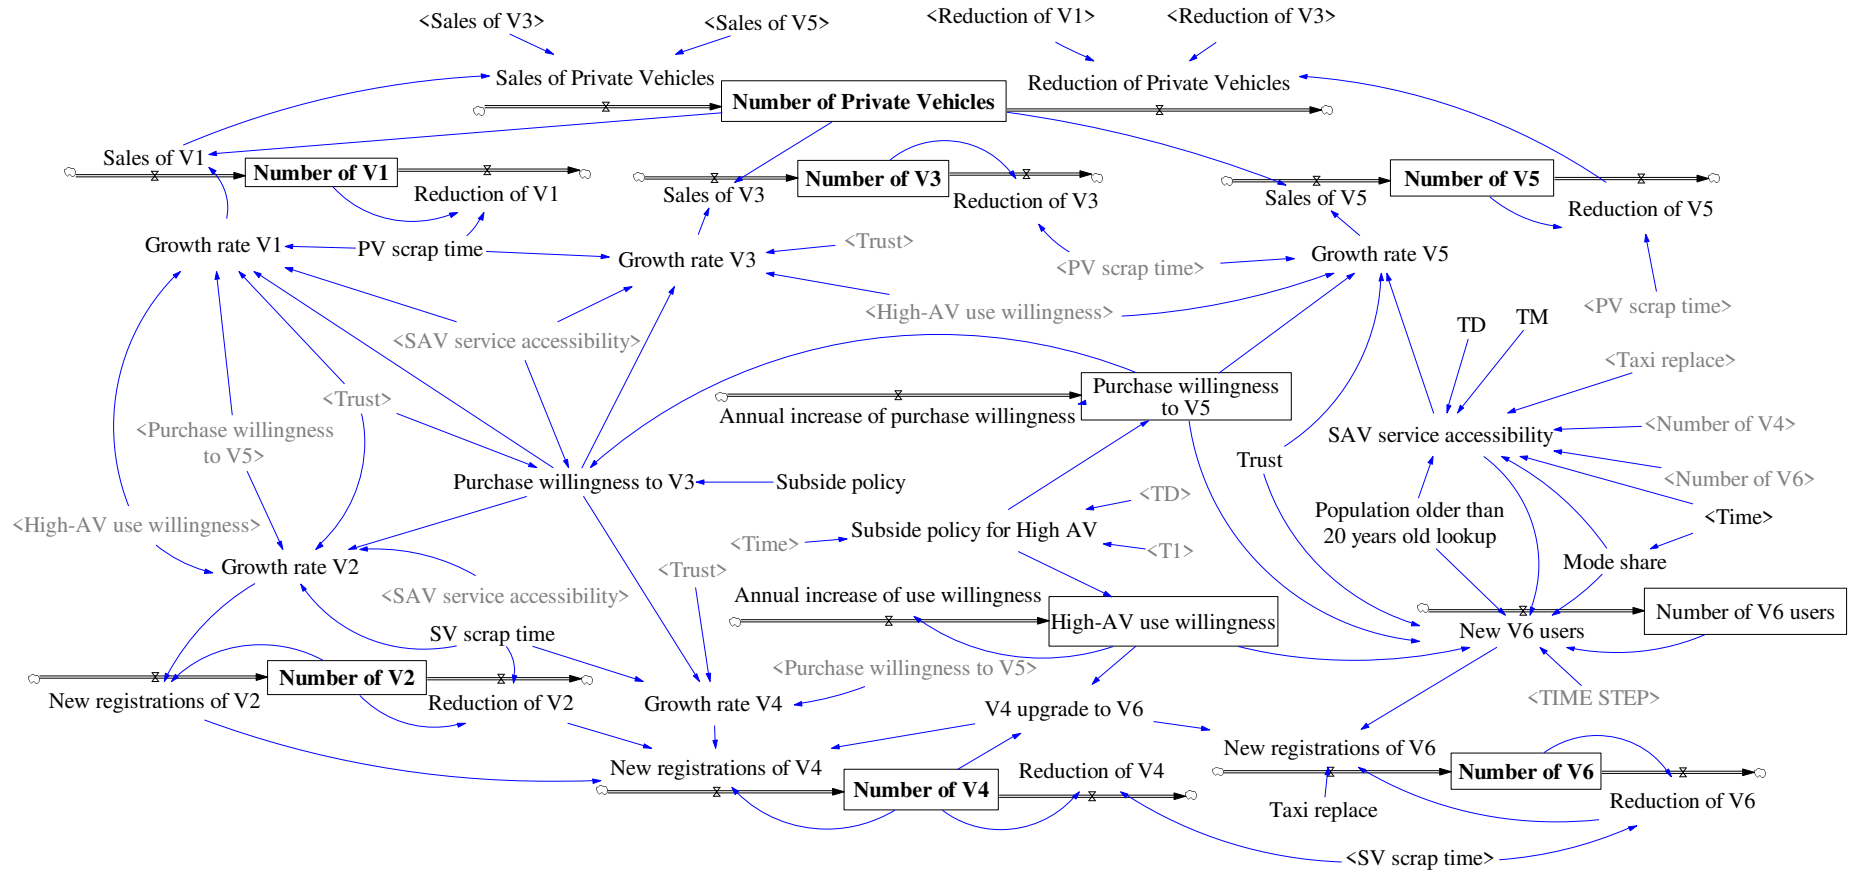 <Sales of V3>
<Sales of V5>
<Reduction of V1>
<Reduction of V3>
Sales of Private Vehicles
Number of Private Vehicles
Reduction of Private Vehicles
Sales of V1
Number of V1
Reduction of V1
Sales of V3
Number of V3
Reduction of V3
Sales of V5
Number of V5
Reduction of V5
Growth rate V1
PV scrap time
Growth rate V3
<Trust>
<PV scrap time>
Growth rate V5
<High-AV use willingness>
<PV scrap time>
<SAV service accessibility>
TD
TM
<Taxi replace>
<Trust>
<Purchase willingness
to V5>
Annual increase of purchase willingness
Purchase willingness
to V5
SAV service accessibility
<Number of V4>
Trust
<Number of V6>
Purchase willingness to V3
Subside policy
<TD>
<High-AV use willingness>
<Time>
Subside policy for High AV
<T1>
Population older than
20 years old lookup
<Time>
Growth rate V2
<Trust>
Mode share
<SAV service accessibility>
Annual increase of use willingness
High-AV use willingness
Number of V6 users
SV scrap time
New V6 users
<Purchase willingness to V5>
<TIME STEP>
New registrations of V2
Number of V2
Reduction of V2
Growth rate V4
V4 upgrade to V6
New registrations of V4
Number of V4
Reduction of V4
New registrations of V6
Number of V6
Reduction of V6
Taxi replace
<SV scrap time>